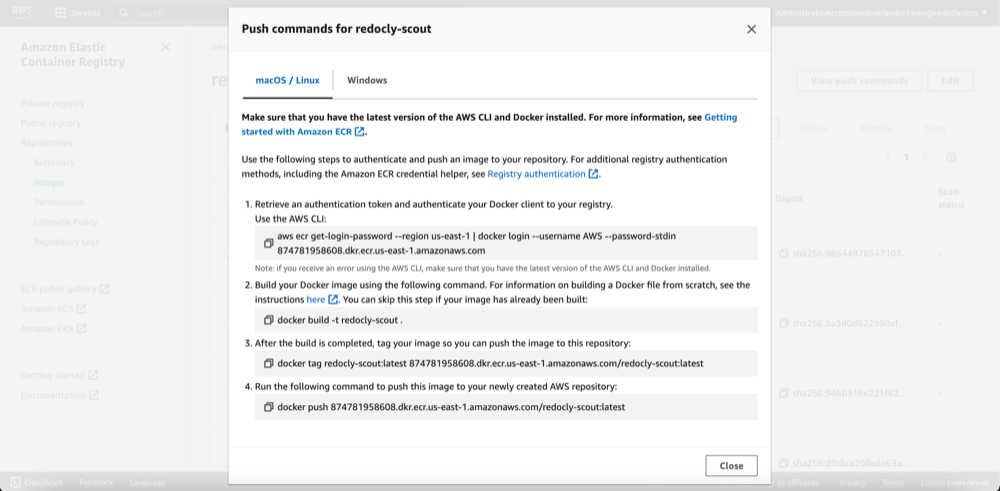 aws
Services
Search
AdministratorAccessSandbox/
Push commands for redocly-scout
Amazon Elastic
Container Registry
View push commands
Edit
macOS / Linux
Windows
Private registry
Public registry
Repositories
Summary
Images
Permissions
Lifecycle Policy
Repository tags
ECR public gallery
Amazon ECS
Amazon EKS
Getting started
Documentation
Make sure that you have the latest version of the AWS CLI and Docker installed. For more information, see Getting
started with Amazon ECR.
Use the following steps to authenticate and push an image to your repository. For additional registry authentication
methods, including the Amazon ECR credential helper, see Registry authentication.
1. Retrieve an authentication token and authenticate your Docker client to your registry.
Use the AWS CLI:
aws ecr get-login-password --region us-east-1 | docker login --username AWS --password-stdin
874781958608.dkr.ecr.us-east-1.amazonaws.com
Note: if you receive an error using the AWS CLI, make sure that you have the latest version of the AWS CLI and Docker installed.
2. Build your Docker image using the following command. For information on building a Docker file from scratch, see the
instructions here. You can skip this step if your image has already been built:
docker build -t redocly-scout .
3. After the build is completed, tag your image so you can push the image to this repository:
docker tag redocly-scout:latest 874781958608.dkr.ecr.us-east-1.amazonaws.com/redocly-scout:latest
4. Run the following command to push this image to your newly created AWS repository:
docker push 874781958608.dkr.ecr.us-east-1.amazonaws.com/redocly-scout:latest
Close
Delete
Details
Scan
1
Digest
Scan
status
sha256:98644978547101...
-
sha256:5a3d0d822990ef...
-
sha256:846b316e221f62...
-
sha256:dfb8ca208e8e63a...
-
CloudShell
Feedback
Language
its affiliates.
Privacy
Terms
Cookie preferences